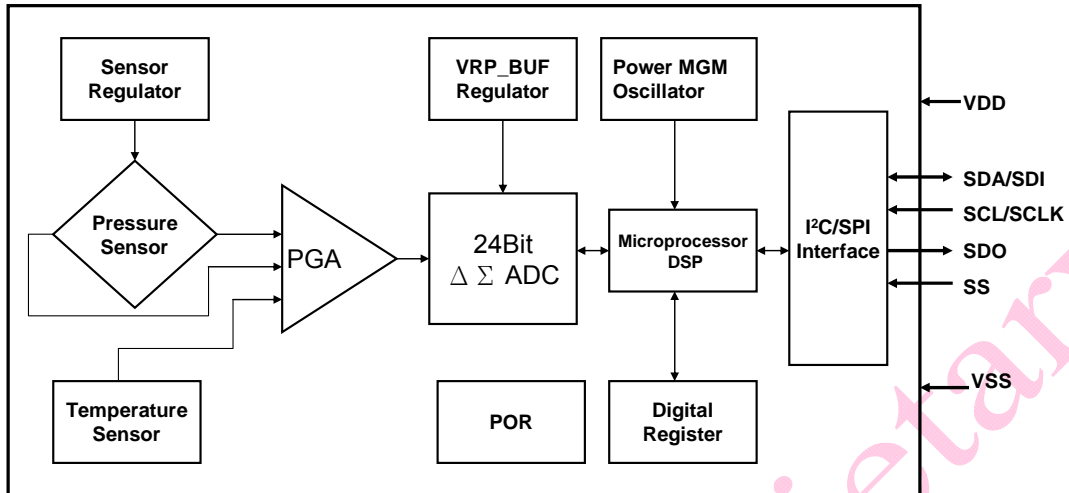 Sensor
Regulator
VRP_BUF
Regulator
Power MGM
Oscillator
VDD
Pressure
Sensor
PGA
24Bit
Δ Σ ADC
Microprocessor
DSP
I²C/SPI
Interface
SDA/SDI
SCL/SCLK
SDO
SS
VSS
Temperature
Sensor
POR
Digital
Register